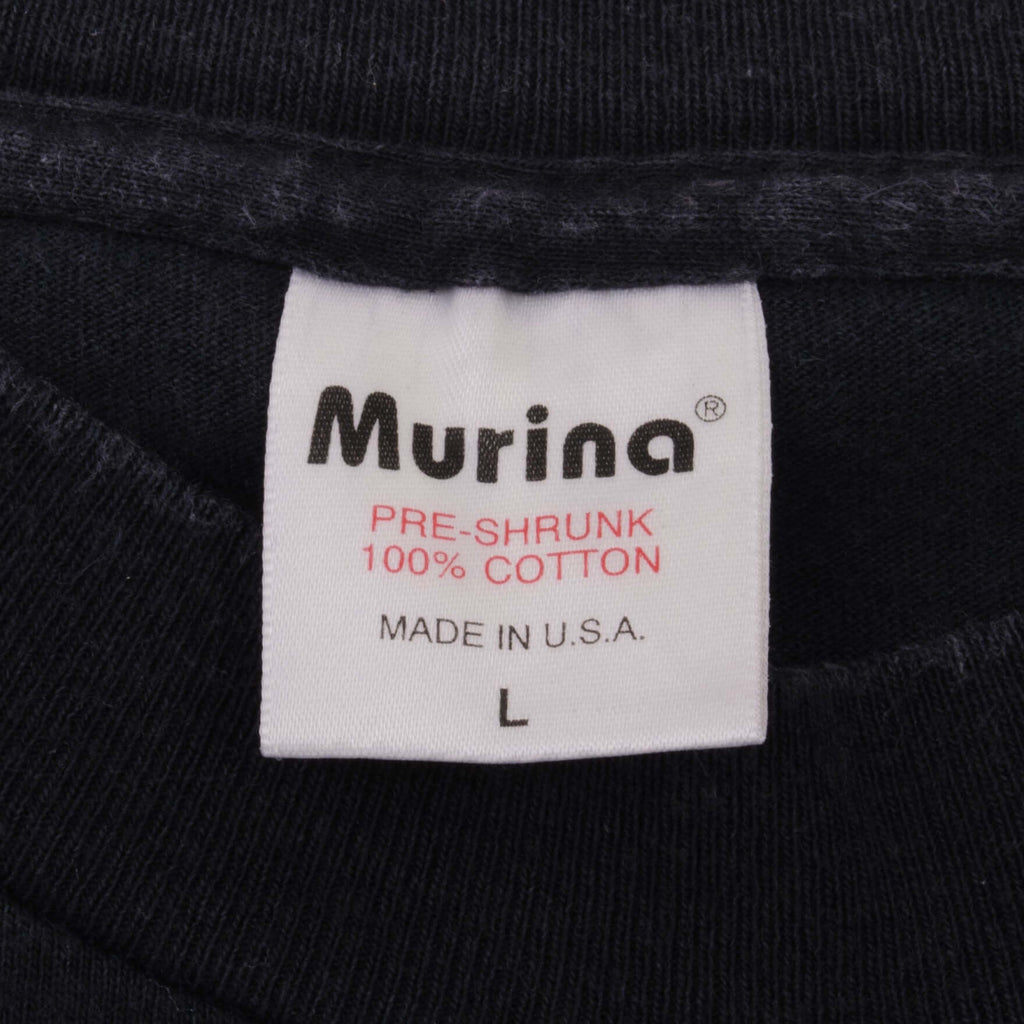 Murina®
PRE-SHRUNK
100% COTTON
MADE IN U.S.A.
L